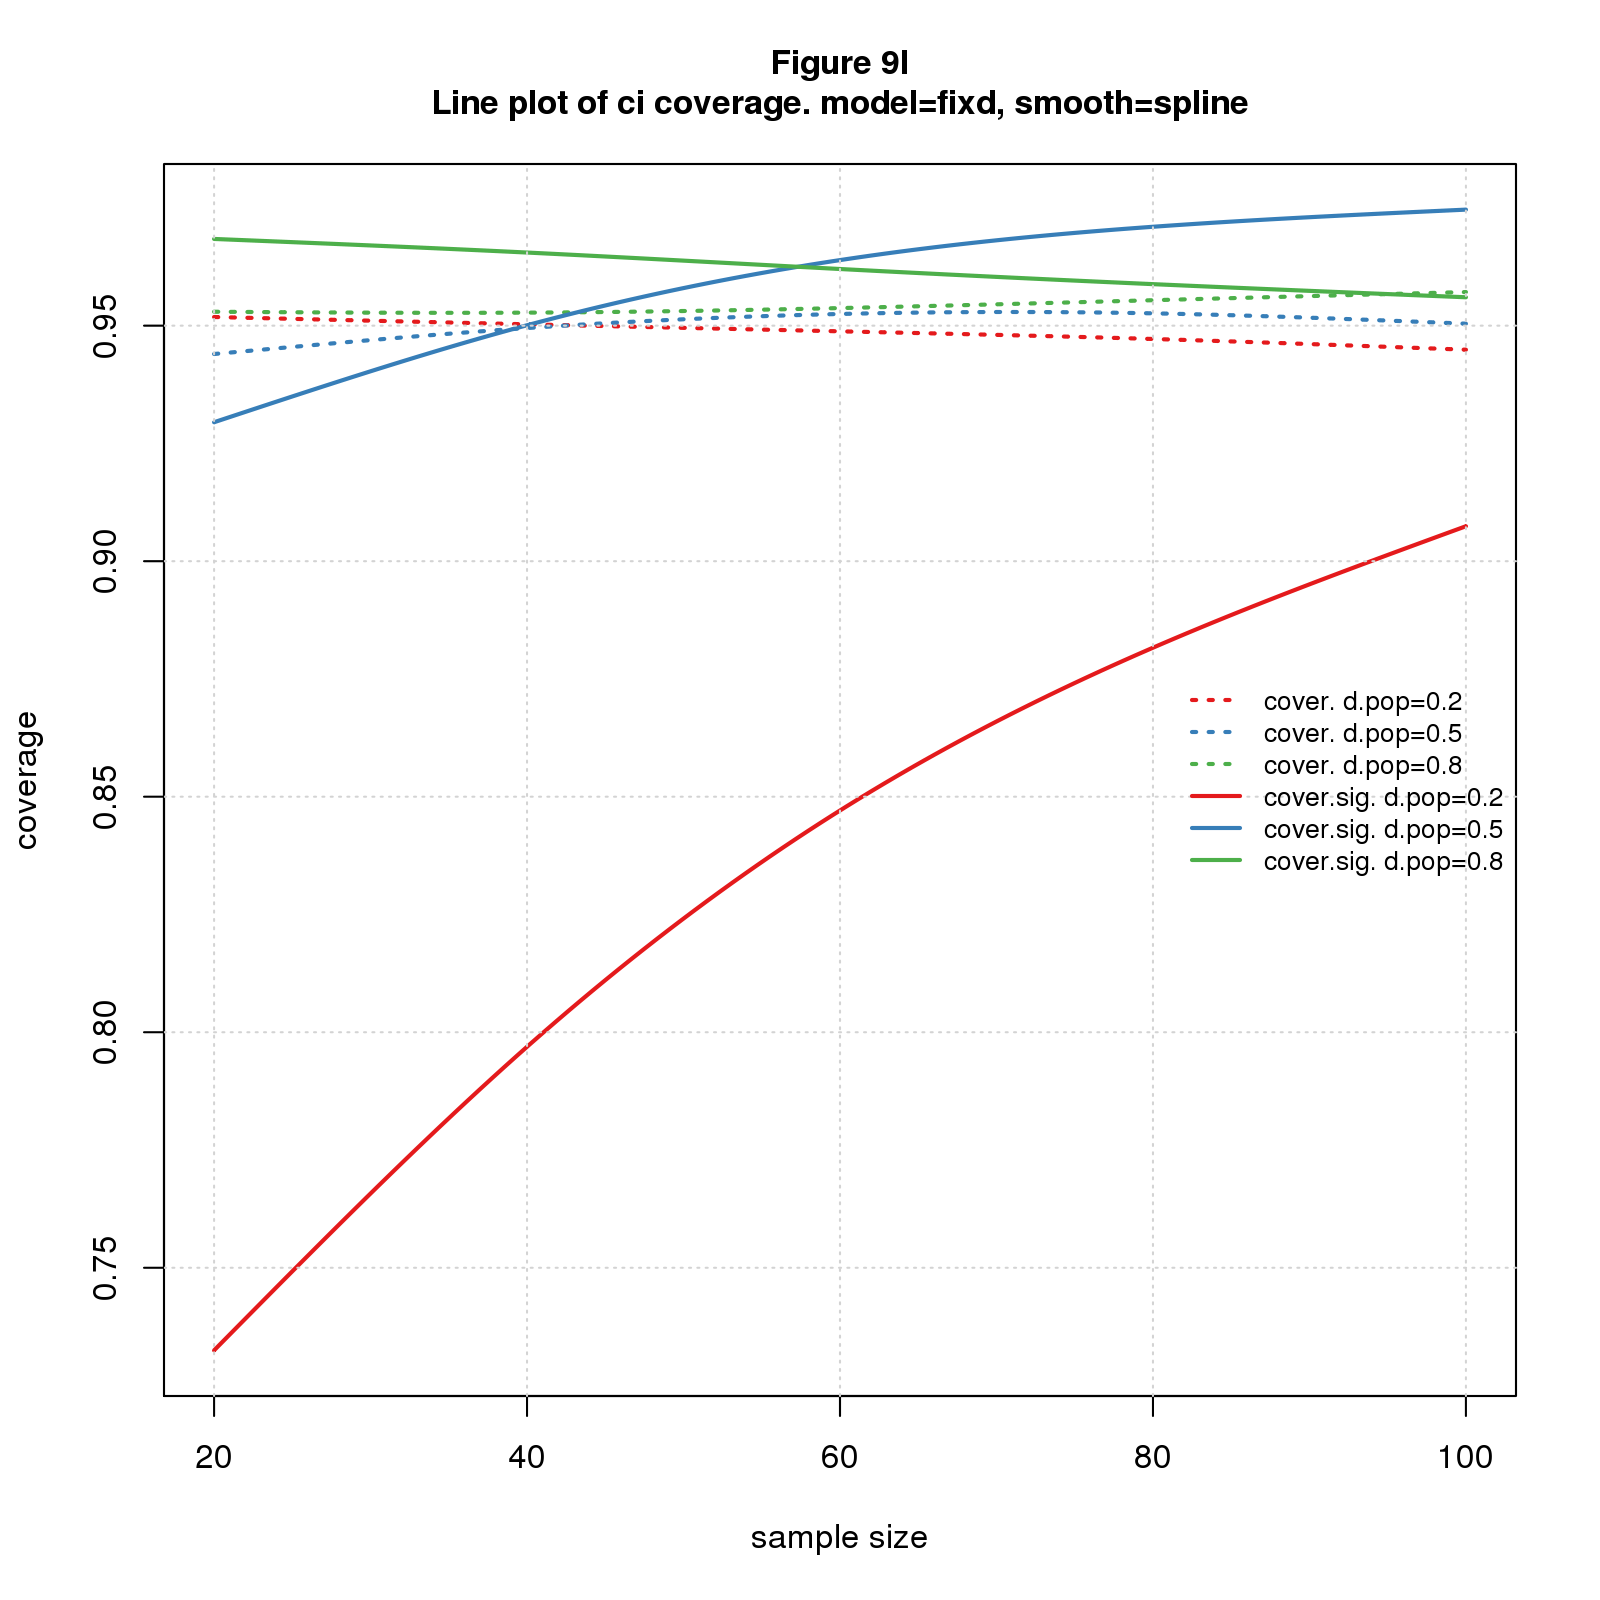 Figure 9l
Line plot of ci coverage. model=fixd, smooth=spline
coverage
0.95
0.90
0.85
0.80
0.75
cover. d.pop=0.2
cover. d.pop=0.5
cover. d.pop=0.8
cover.sig. d.pop=0.2
cover.sig. d.pop=0.5
cover.sig. d.pop=0.8
20 40 60 80 100
sample size